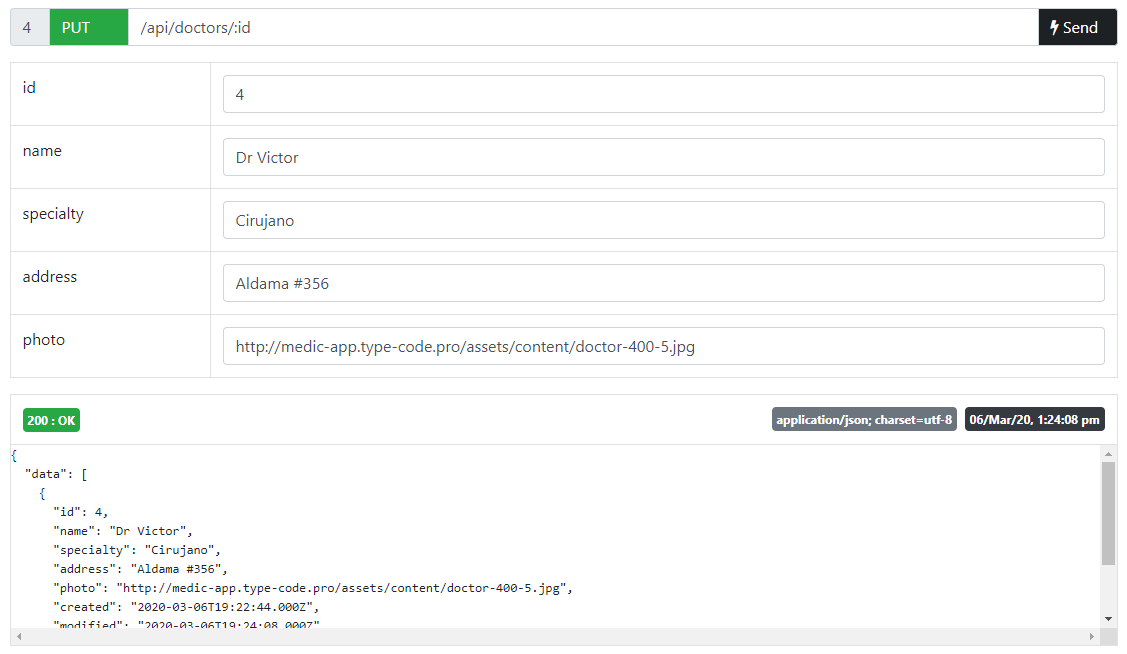 4 PUT /api/doctors/:id Send
id 4
name Dr Victor
specialty Cirujano
address Aldama #356
photo http://medic-app.type-code.pro/assets/content/doctor-400-5.jpg
200 : OK application/json; charset=utf-8 06/Mar/20, 1:24:08 pm
{
"data": [
{
"id": 4,
"name": "Dr Victor",
"specialty": "Cirujano",
"address": "Aldama #356",
"photo": "http://medic-app.type-code.pro/assets/content/doctor-400-5.jpg",
"created": "2020-03-06T19:22:44.000Z",
"modified": "2020-03-06T19:24:08.000Z"